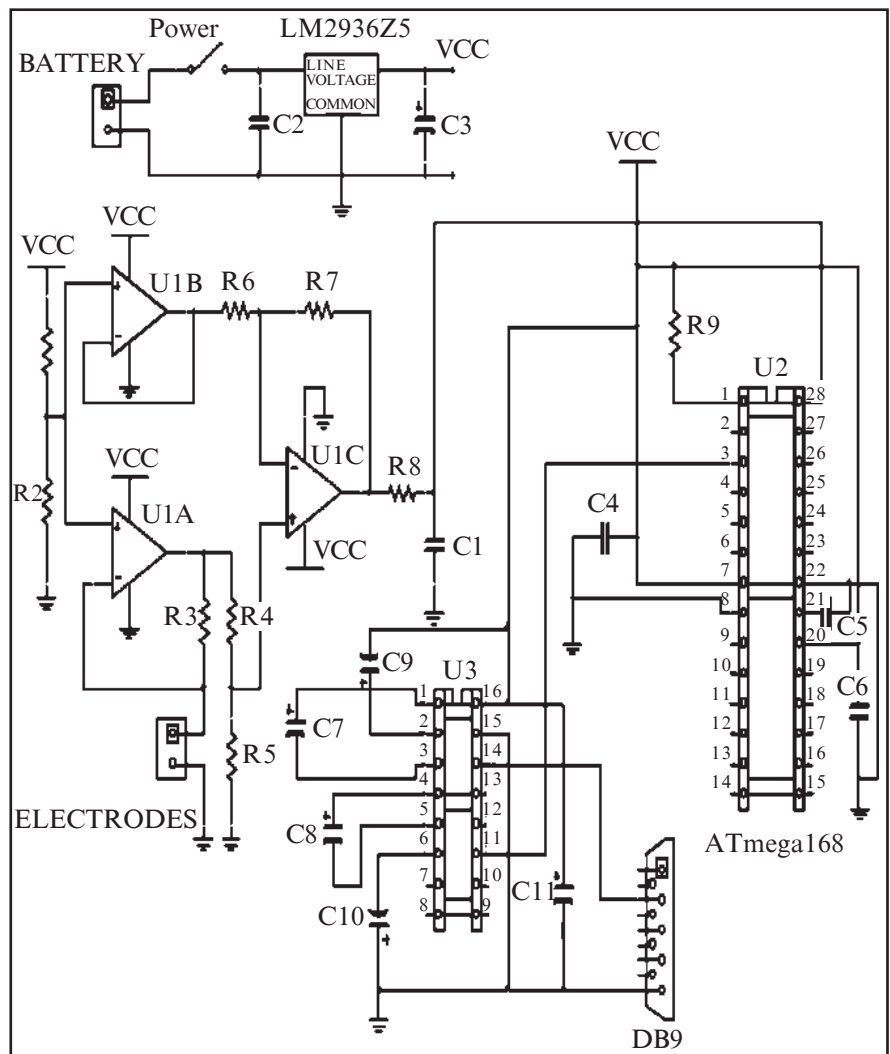 Power
LM2936Z5
BATTERY
LINE
VOLTAGE
COMMON
VCC
C2
C3
VCC
VCC
VCC
U1B
R6
R7
R9
U2
R2
VCC
U1A
U1C
R8
VCC
C1
C4
R3
R4
R5
C5
C6
1
2
3
4
5
6
7
8
9
10
11
12
13
14
28
27
26
25
24
23
22
21
20
19
18
17
16
15
ATmega168
ELECTRODES
C9
U3
C7
C8
C10
C11
1
2
3
4
5
6
7
8
16
15
14
13
12
11
10
9
DB9